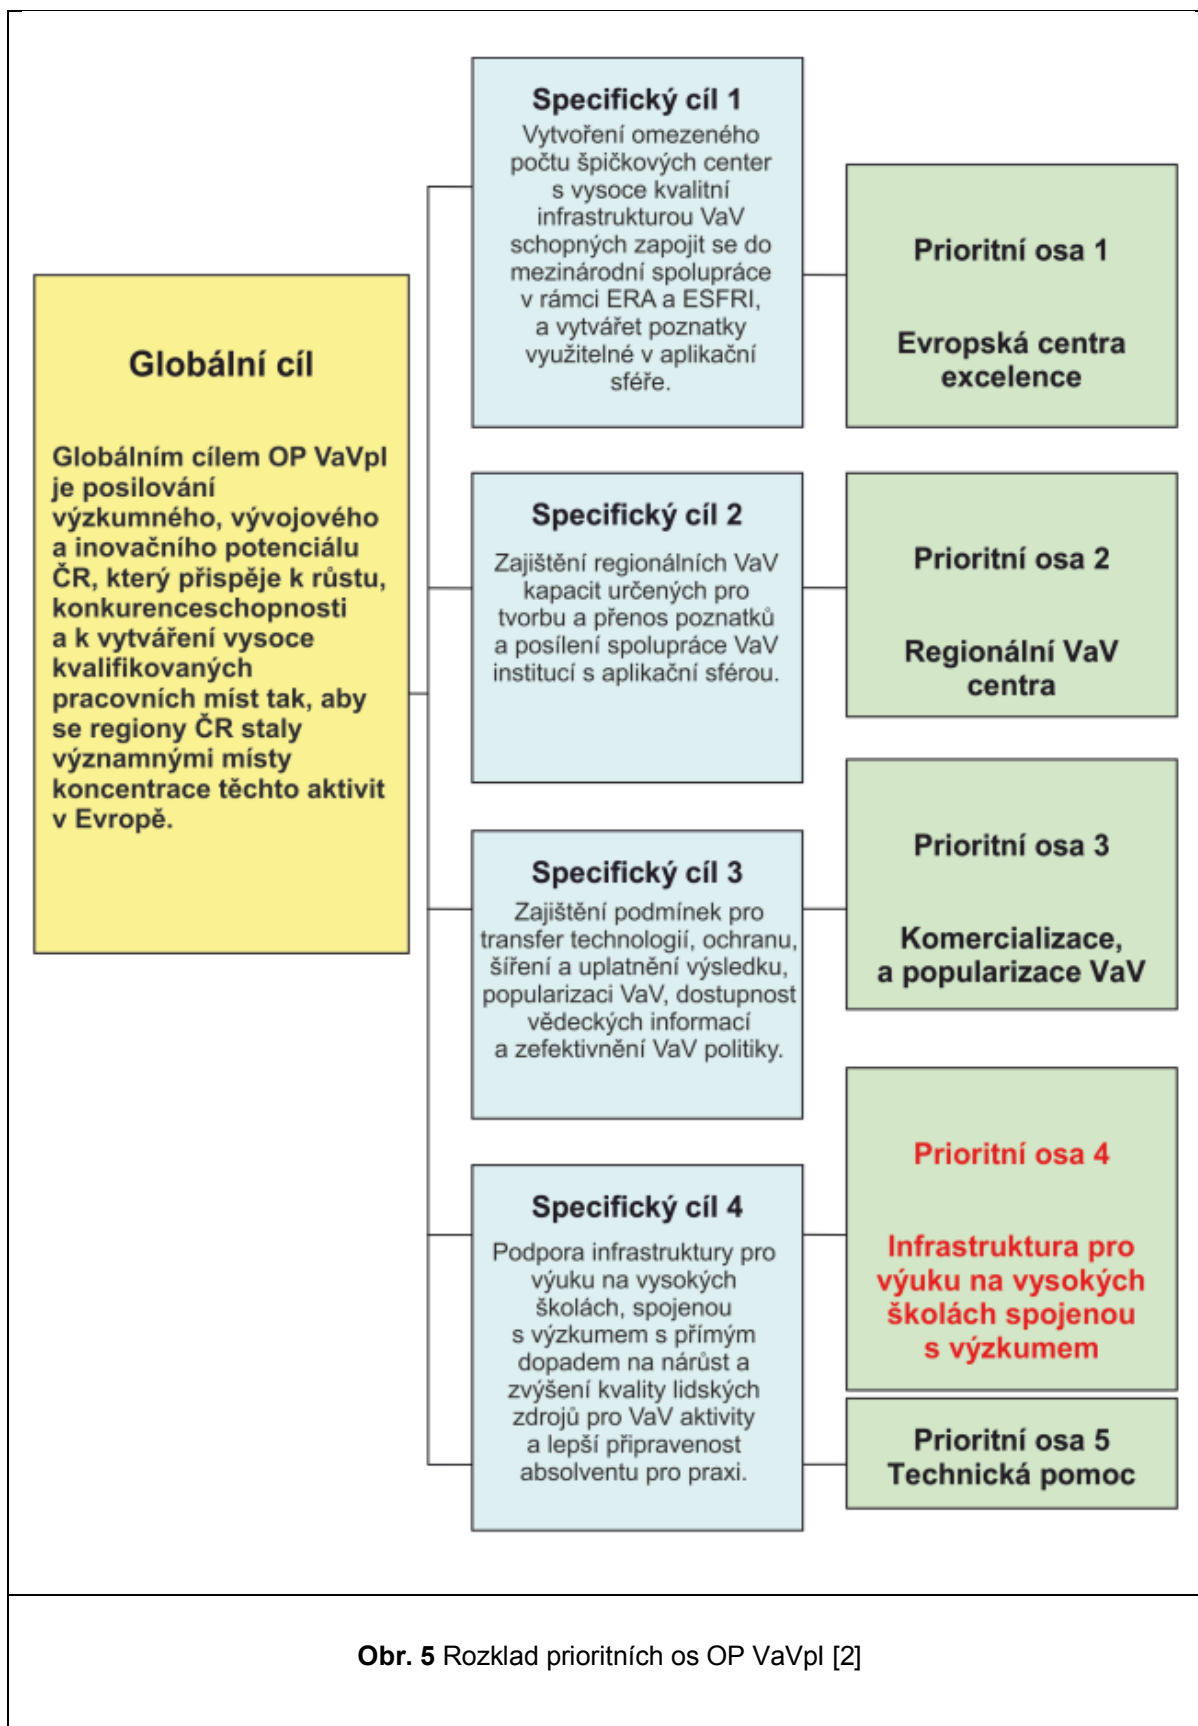 Globální cíl
Globálním cílem OP VaVpI
je posilování
výzkumného, vývojového
a inovačního potenciálu
ČR, který přispěje k růstu,
konkurenceschopnosti
a k vytváření vysoce
kvalifikovaných
pracovních míst tak, aby
se regiony ČR staly
významnými místy
koncentrace těchto aktivit
v Evropě.
Specifický cíl 1
Vytvoření omezeného
počtu špičkových center
s vysoce kvalitní
infrastrukturou VaV
schopných zapojit se do
mezinárodní spolupráce
v rámci ERA a ESFRI,
a vytvářet poznatky
využitelné v aplikační
sféře.
Prioritní osa 1
Evropská centra
excelence
Specifický cíl 2
Zajištění regionálních VaV
kapacit určených pro
tvorbu a přenos poznatků
a posílení spolupráce VaV
institucí s aplikační sférou.
Prioritní osa 2
Regionální VaV
centra
Specifický cíl 3
Zajištění podmínek pro
transfer technologií, ochranu,
šíření a uplatnění výsledku,
popularizaci VaV, dostupnost
vědeckých informací
a zefektivnění VaV politiky.
Prioritní osa 3
Komercializace,
a popularizace VaV
Specifický cíl 4
Podpora infrastruktury pro
výuku na vysokých
školách, spojenou
s výzkumem s přímým
dopadem na nárůst a
zvýšení kvality lidských
zdrojů pro VaV aktivity
a lepší připravenost
absolventu pro praxi.
Prioritní osa 4
Infrastruktura pro
výuku na vysokých
školách spojenou
s výzkumem
Prioritní osa 5
Technická pomoc
Obr. 5 Rozklad prioritních os OP VaVpI [2]